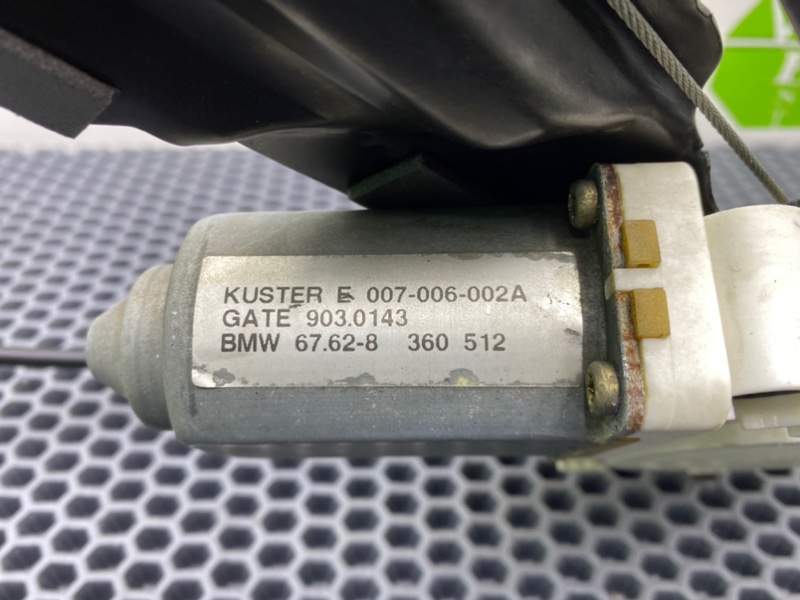 KUSTER E 007-006-002A
GATE 903.0143
BMW 67.62-8 360 512